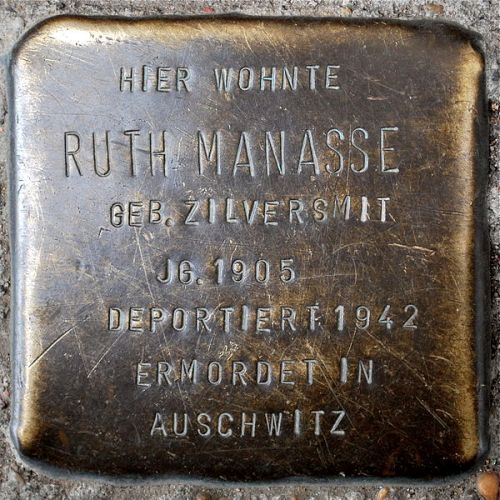 HIER WOHNTE
RUTH MANASSE
GEB. ZILVERSMIT
JG. 1905
DEPORTIERT 1942
ERMORDET IN
AUSCHWITZ